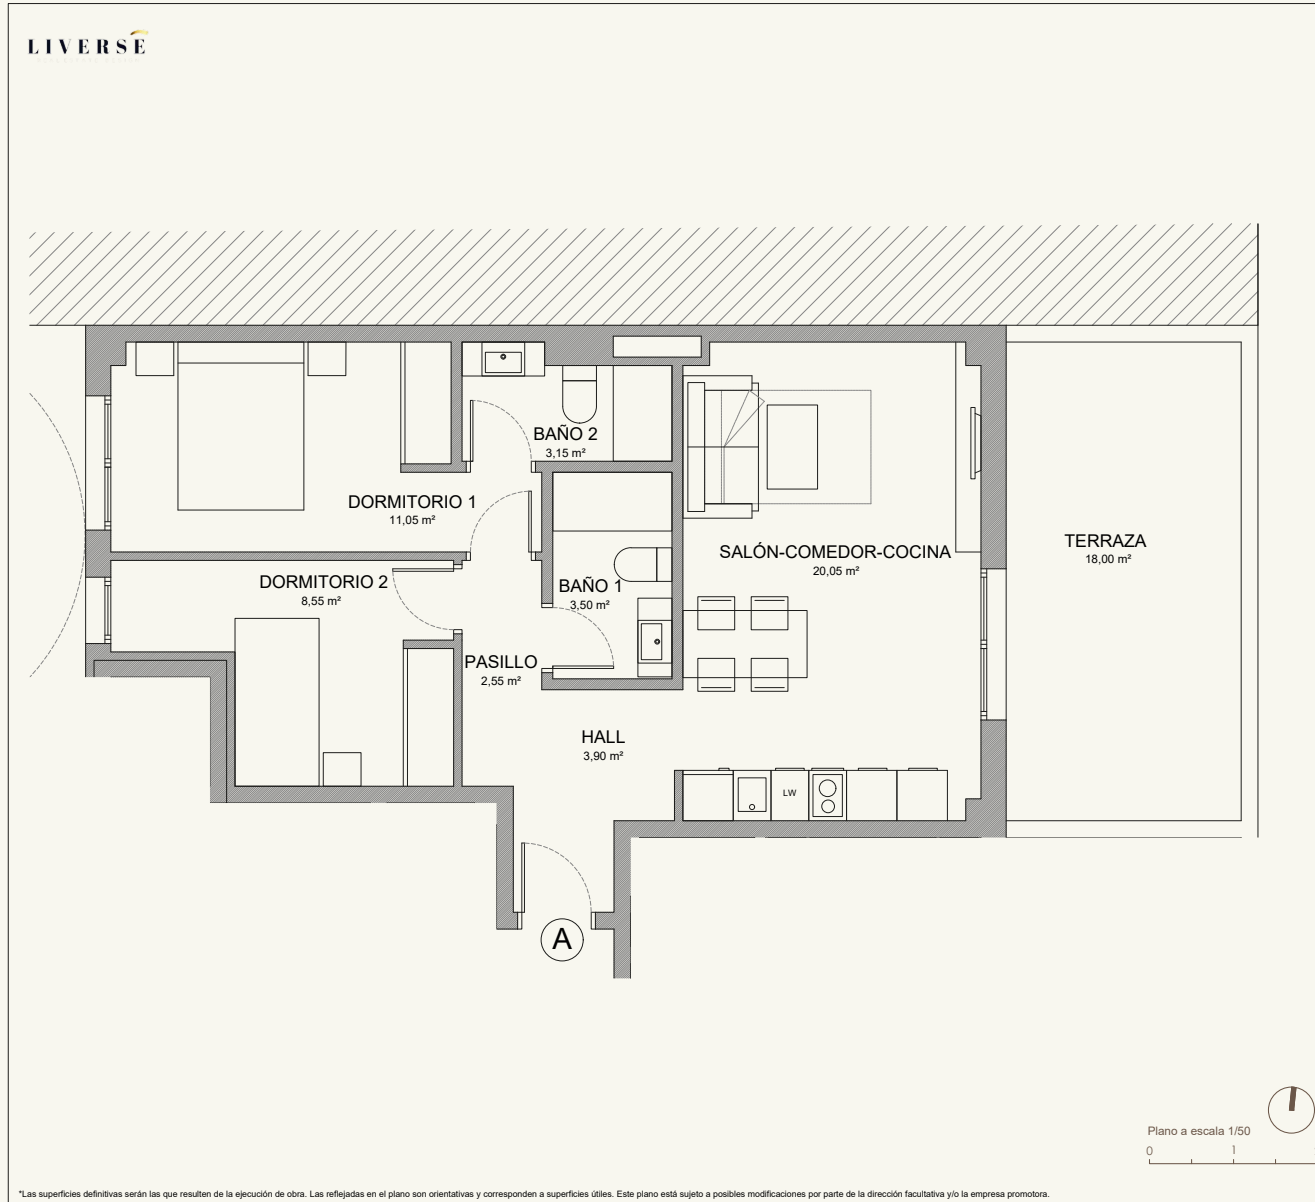 LIVERSE
BAÑO 2
3,15 m²
DORMITORIO 1
11,05 m²
SALÓN-COMEDOR-COCINA
20,05 m²
TERRAZA
18,00 m²
DORMITORIO 2
8,55 m²
BAÑO 1
3,50 m²
PASILLO
2,55 m²
HALL
3,90 m²
LW
A
Plano a escala 1/50
0 1
*Las superficies definitivas serán las que resulten de la ejecución de obra. Las reflejadas en el plano son orientativas y corresponden a superficies útiles. Este plano está sujeto a posibles modificaciones por parte de la dirección facultativa y/o la empresa promotora.